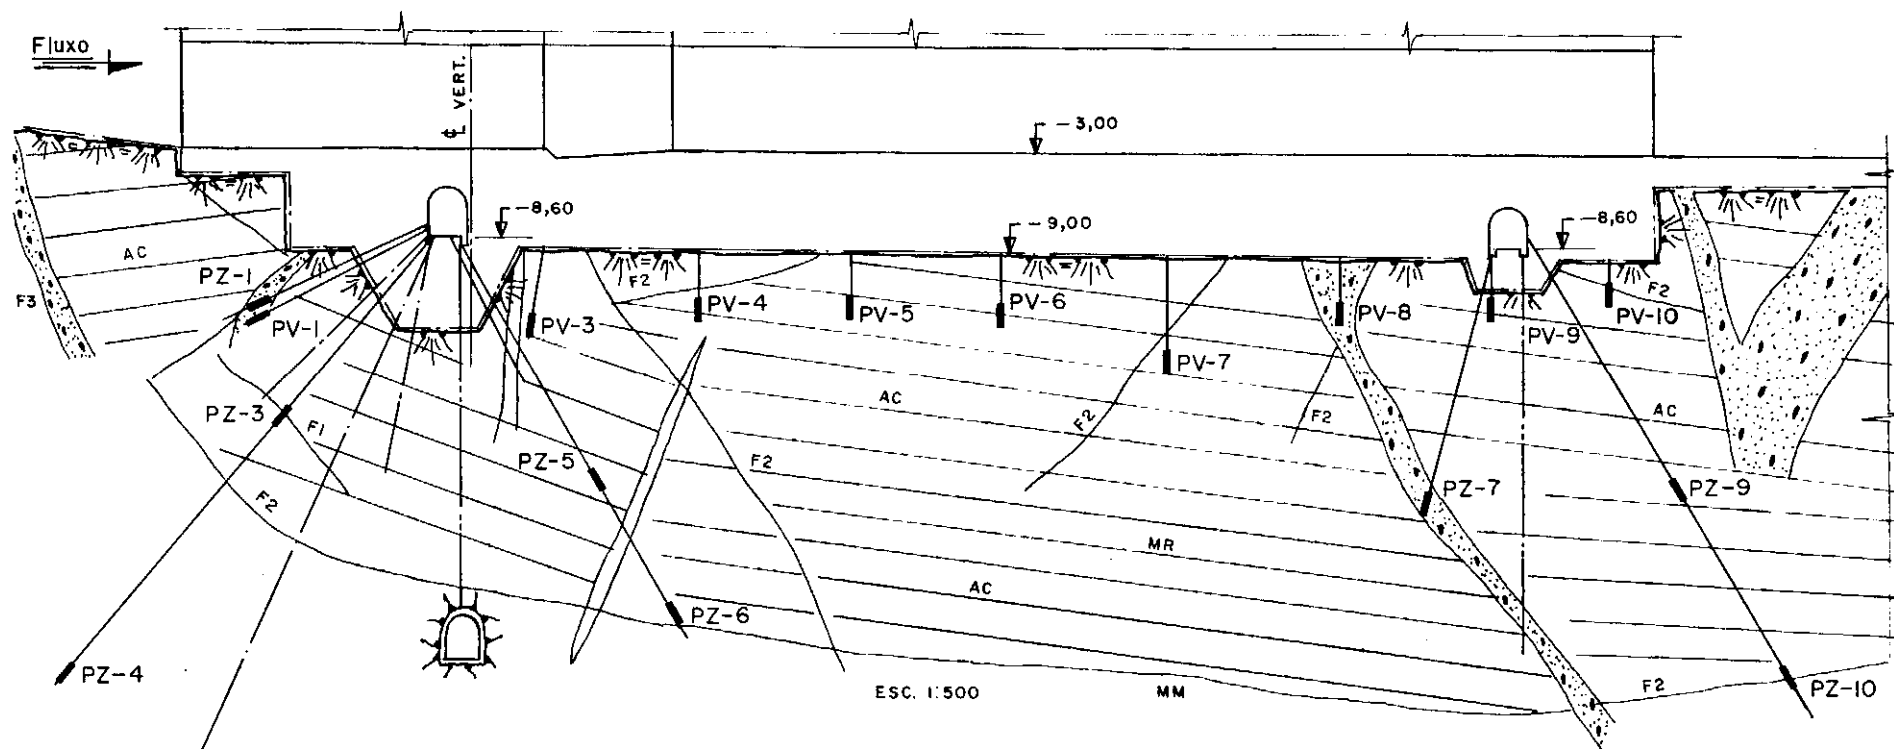 Fluxo
℄ VERT.
-3,00
-8,60
-9,00
-8,60
AC
F3
PZ-1
PV-1
F2
PV-3
PV-4
PV-5
PV-6
PV-7
PV-8
PV-9
F2
PV-10
PZ-3
F1
F2
PZ-5
F2
AC
F2
F2
AC
PZ-7
PZ-9
MR
AC
PZ-4
PZ-6
ESC. 1:500
MM
F2
PZ-10